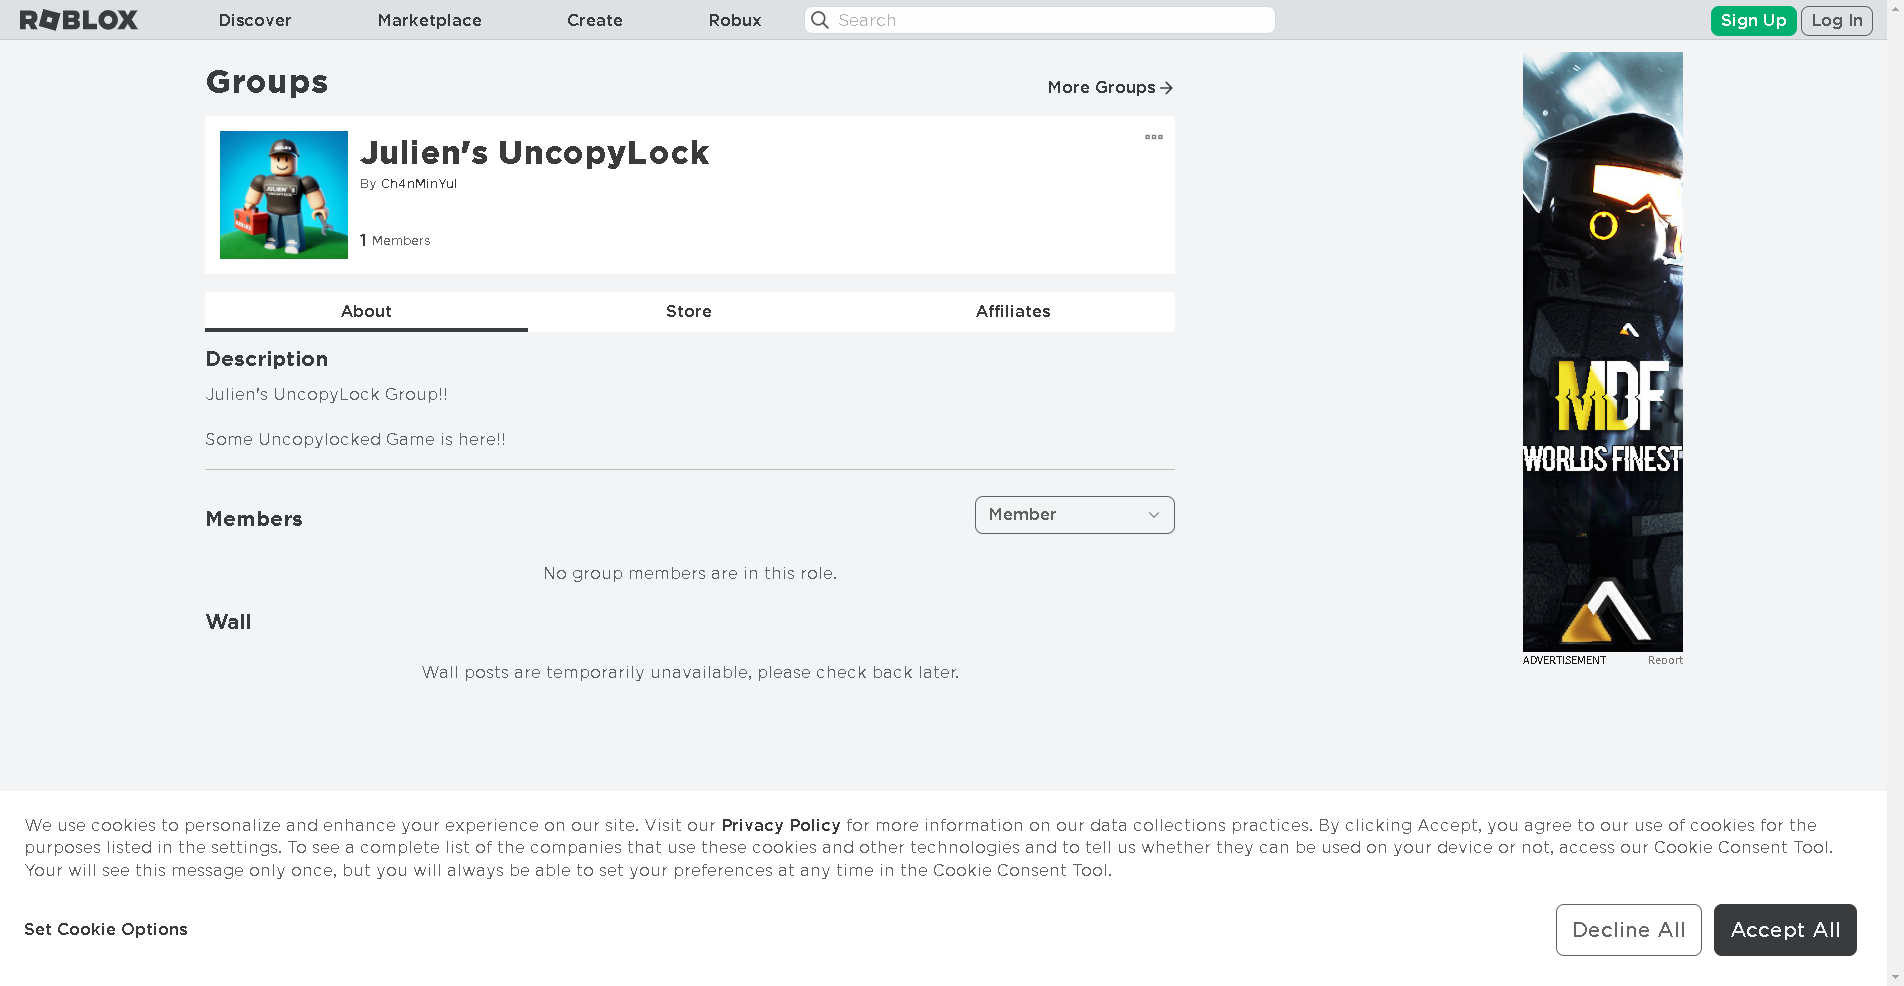 ROBLOX Discover Marketplace Create Robux Search Sign Up Log In
Groups
More Groups
Julien's UncopyLock
By Ch4nMinYul
1 Members
About Store Affiliates
Description
Julien's UncopyLock Group!!
Some Uncopylocked Game is here!!
Members
Member
No group members are in this role.
Wall
Wall posts are temporarily unavailable, please check back later.
MDF
WORLDS FINEST
ADVERTISEMENT Report
We use cookies to personalize and enhance your experience on our site. Visit our Privacy Policy for more information on our data collections practices. By clicking Accept, you agree to our use of cookies for the
purposes listed in the settings. To see a complete list of the companies that use these cookies and other technologies and to tell us whether they can be used on your device or not, access our Cookie Consent Tool.
Your will see this message only once, but you will always be able to set your preferences at any time in the Cookie Consent Tool.
Set Cookie Options
Decline All
Accept All